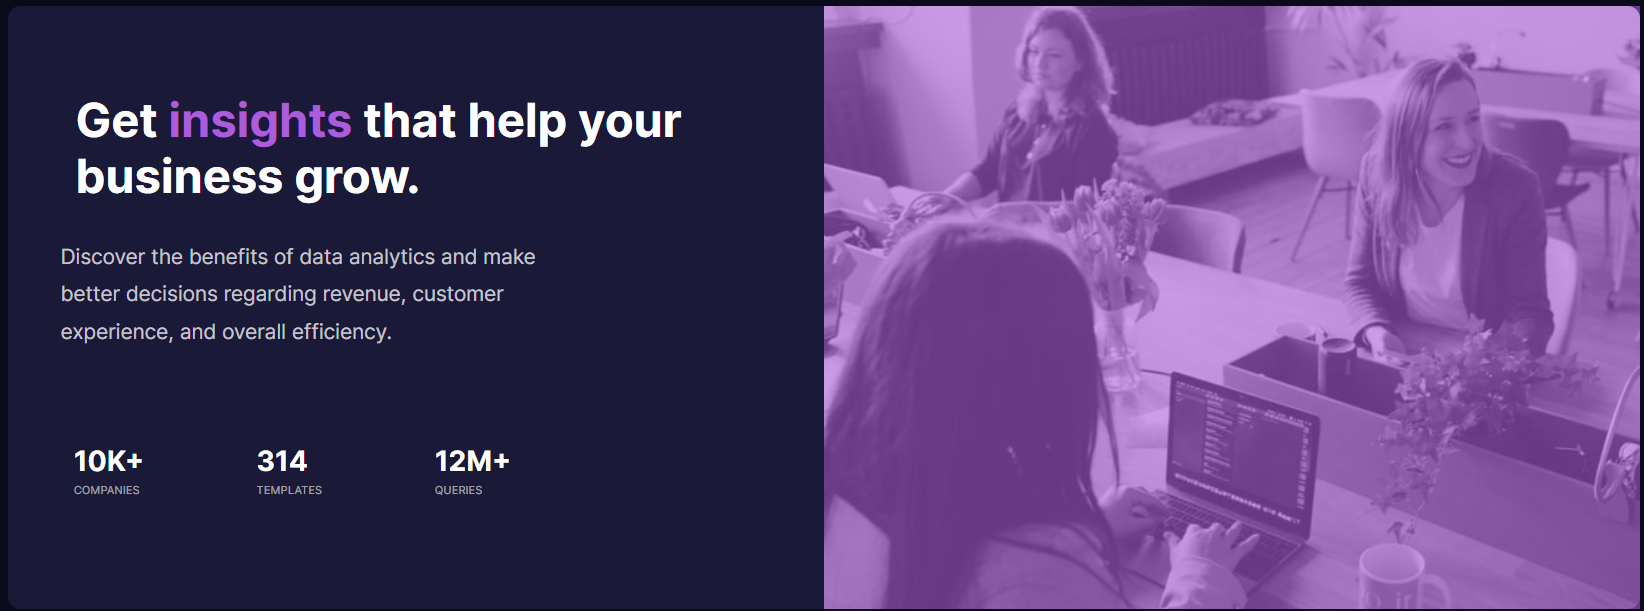 Get insights that help your
business grow.
Discover the benefits of data analytics and make
better decisions regarding revenue, customer
experience, and overall efficiency.
10K+ 314 12M+
COMPANIES TEMPLATES QUERIES